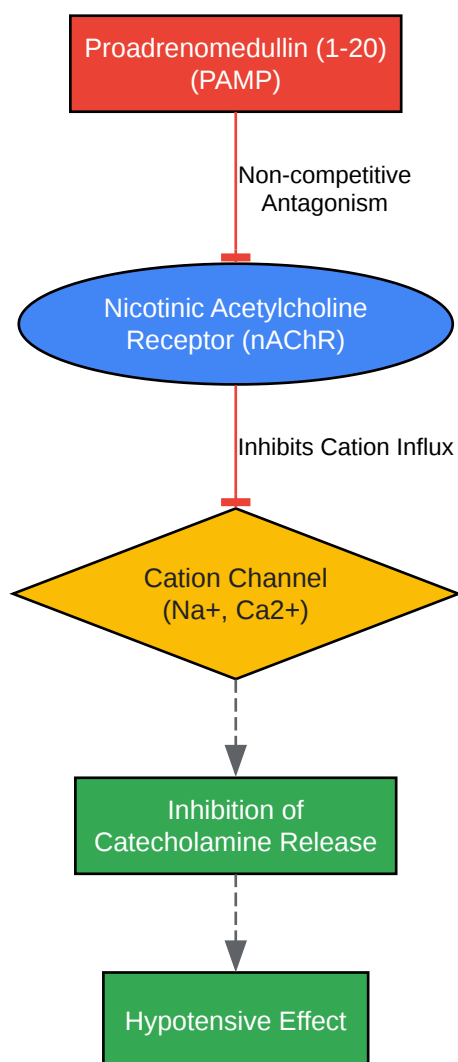 Proadrenomedullin (1-20)
(PAMP)
Non-competitive
Antagonism
Nicotinic Acetylcholine
Receptor (nAChR)
Inhibits Cation Influx
Cation Channel
(Na+, Ca2+)
Inhibition of
Catecholamine Release
Hypotensive Effect